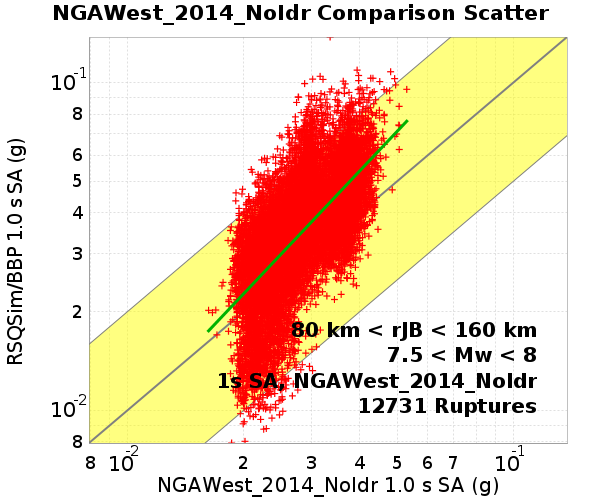 NGAWest_2014_NoIdr Comparison Scatter
RSQSim/BBP 1.0 s SA (g)
10⁻¹
8
6
5
4
3
2
10⁻²
8
80 km < rJB < 160 km
7.5 < Mw < 8
1s SA, NGAWest_2014_NoIdr
12731 Ruptures
8 10⁻² 2 3 4 5 6 8 10⁻¹
NGAWest_2014_NoIdr 1.0 s SA (g)